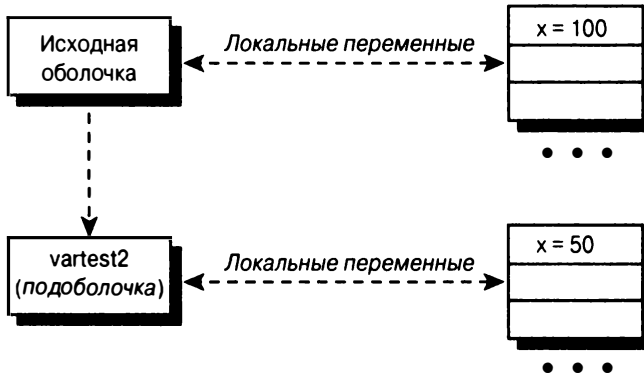 Исходная
оболочка
Локальные переменные
x = 100
• • •
vartest2
(подоболочка)
Локальные переменные
x = 50
• • •